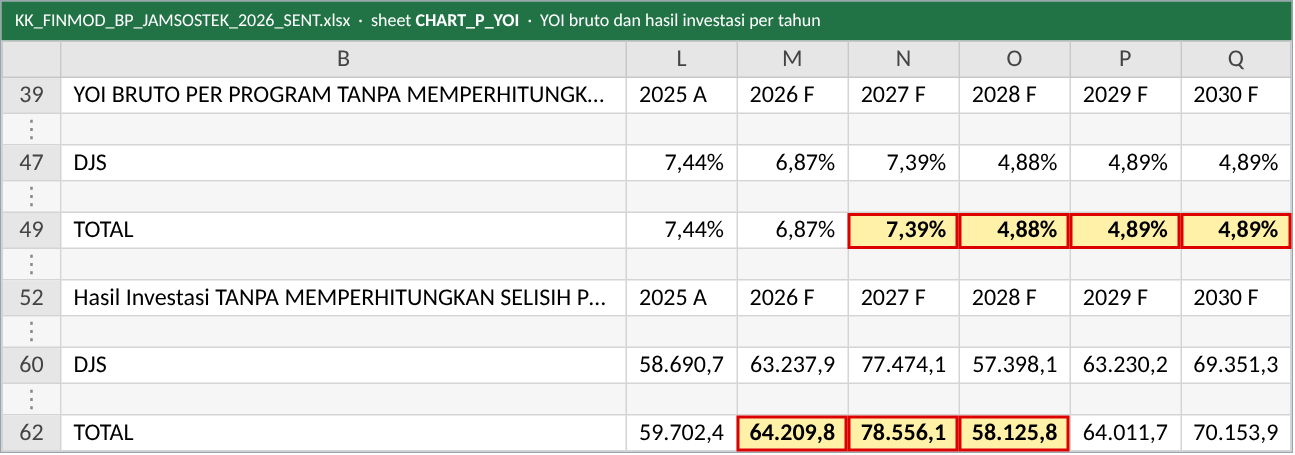 KK_FINMOD_BP_JAMSOSTEK_2026_SENT.xlsx · sheet CHART_P_YOI · YOI bruto dan hasil investasi per tahun
B L M N O P Q
39 YOI BRUTO PER PROGRAM TANPA MEMPERHITUNGK... 2025 A 2026 F 2027 F 2028 F 2029 F 2030 F
⋮
47 DJS 7,44% 6,87% 7,39% 4,88% 4,89% 4,89%
⋮
49 TOTAL 7,44% 6,87% 7,39% 4,88% 4,89% 4,89%
⋮
52 Hasil Investasi TANPA MEMPERHITUNGKAN SELISIH P... 2025 A 2026 F 2027 F 2028 F 2029 F 2030 F
⋮
60 DJS 58.690,7 63.237,9 77.474,1 57.398,1 63.230,2 69.351,3
⋮
62 TOTAL 59.702,4 64.209,8 78.556,1 58.125,8 64.011,7 70.153,9